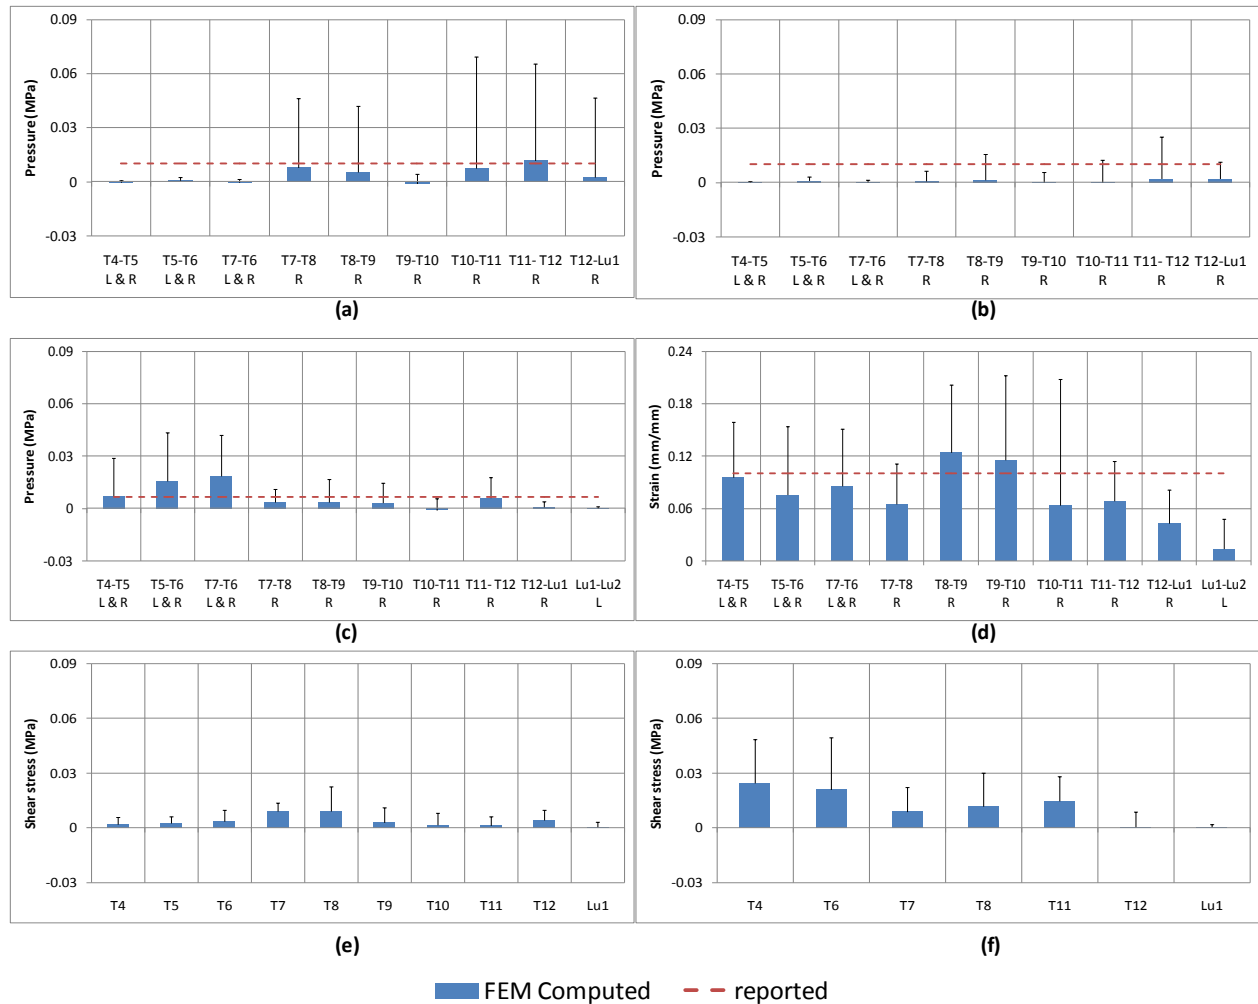 0.09
0.06
0.03
0
-0.03
Pressure (MPa)
T4-T5 T5-T6 T7-T6 T7-T8 T8-T9 T9-T10 T10-T11 T11- T12 T12-Lu1
L & R L & R L & R R R R R R R
(a)
0.09
0.06
0.03
0
-0.03
Pressure (MPa)
T4-T5 T5-T6 T7-T6 T7-T8 T8-T9 T9-T10 T10-T11 T11- T12 T12-Lu1
L & R L & R L & R R R R R R R
(b)
0.09
0.06
0.03
0
-0.03
Pressure (MPa)
T4-T5 T5-T6 T7-T6 T7-T8 T8-T9 T9-T10 T10-T11 T11- T12 T12-Lu1 Lu1-Lu2
L & R L & R L & R R R R R R R L
(c)
0.24
0.18
0.12
0.06
0
Strain (mm/mm)
T4-T5 T5-T6 T7-T6 T7-T8 T8-T9 T9-T10 T10-T11 T11- T12 T12-Lu1 Lu1-Lu2
L & R L & R L & R R R R R R R L
(d)
0.09
0.06
0.03
0
-0.03
Shear stress (MPa)
T4 T5 T6 T7 T8 T9 T10 T11 T12 Lu1
(e)
0.09
0.06
0.03
0
-0.03
Shear stress (MPa)
T4 T6 T7 T8 T11 T12 Lu1
(f)
FEM Computed reported